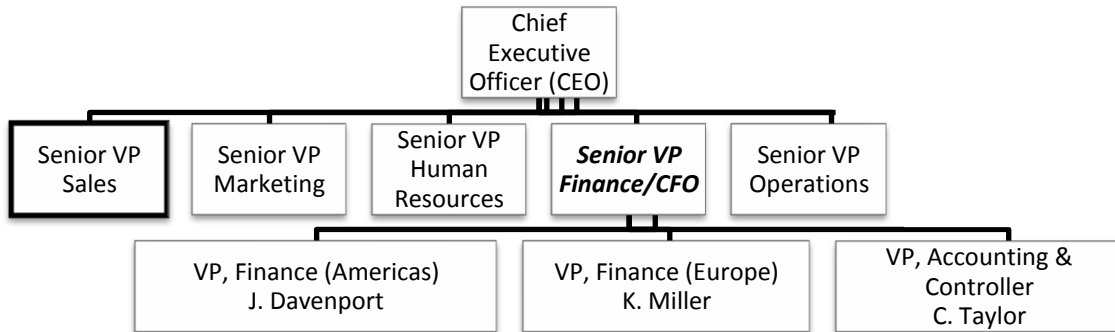 Chief
Executive
Officer (CEO)
Senior VP
Sales
Senior VP
Marketing
Senior VP
Human
Resources
Senior VP
Finance/CFO
Senior VP
Operations
VP, Finance (Americas)
J. Davenport
VP, Finance (Europe)
K. Miller
VP, Accounting &
Controller
C. Taylor